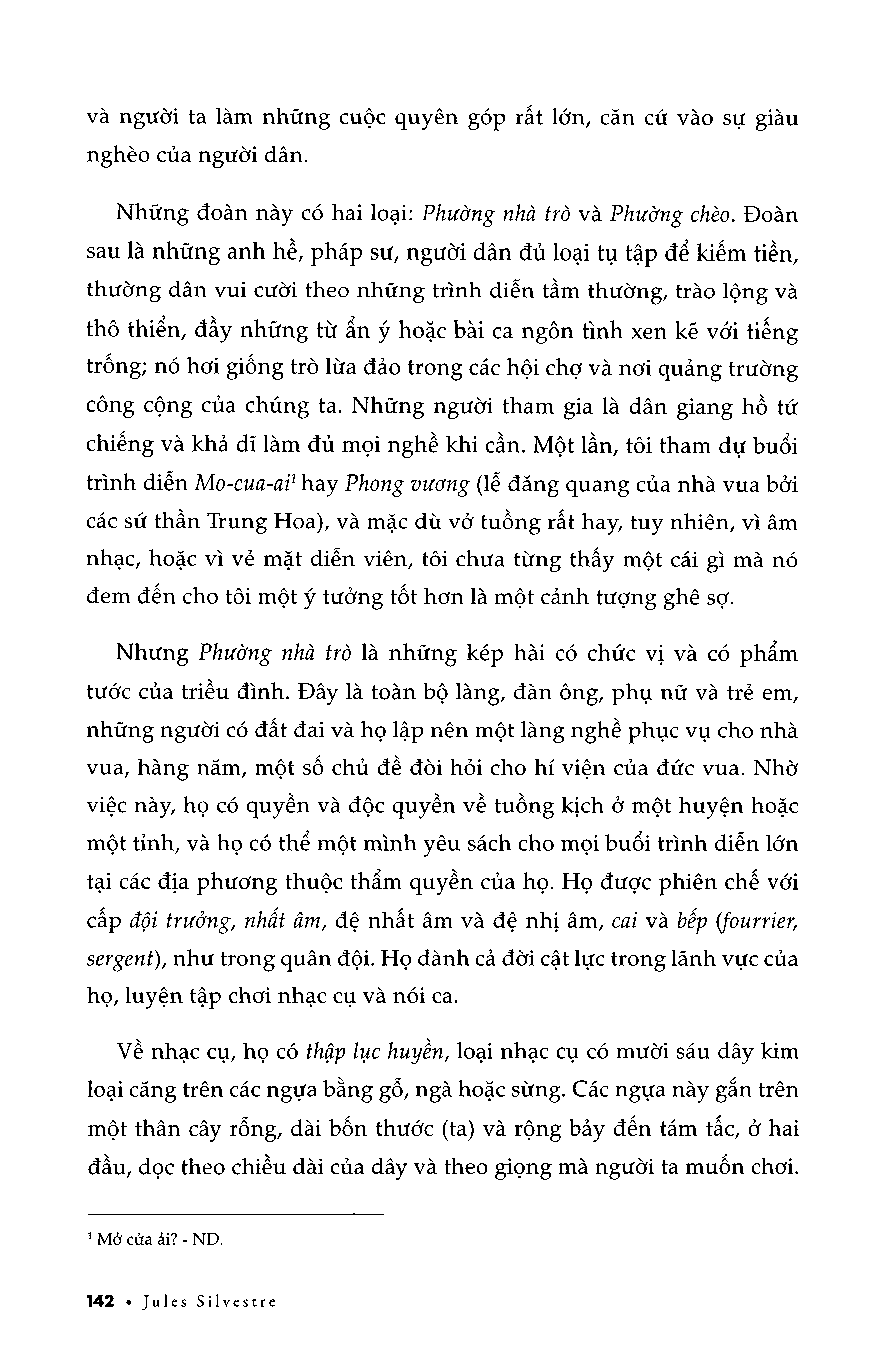 và người ta làm những cuộc quyên góp rất lớn, căn cứ vào sự giàu
nghèo của người dân.
Những đoàn này có hai loại: Phường nhà trò và Phường chèo. Đoàn
sau là những anh hề, pháp sư, người dân đủ loại tụ tập để kiếm tiền,
thường dân vui cười theo những trình diễn tầm thường, trào lộng và
thô thiển, đầy những từ ẩn ý hoặc bài ca ngôn tình xen kẽ với tiếng
trống; nó hơi giống trò lừa đảo trong các hội chợ và nơi quảng trường
công cộng của chúng ta. Những người tham gia là dân giang hồ tứ
chiếng và khả dĩ làm đủ mọi nghề khi cần. Một lần, tôi tham dự buổi
trình diễn Mo-cua-ai¹ hay Phong vương (lễ đăng quang của nhà vua bởi
các sứ thần Trung Hoa), và mặc dù vở tuồng rất hay, tuy nhiên, vì âm
nhạc, hoặc vì vẻ mặt diễn viên, tôi chưa từng thấy một cái gì mà nó
đem đến cho tôi một ý tưởng tốt hơn là một cảnh tượng ghê sợ.
Nhưng Phường nhà trò là những kép hài có chức vị và có phẩm
tước của triều đình. Đây là toàn bộ làng, đàn ông, phụ nữ và trẻ em,
những người có đất đai và họ lập nên một làng nghề phục vụ cho nhà
vua, hàng năm, một số chủ đề đòi hỏi cho hí viện của đức vua. Nhờ
việc này, họ có quyền và độc quyền về tuồng kịch ở một huyện hoặc
một tỉnh, và họ có thể một mình yêu sách cho mọi buổi trình diễn lớn
tại các địa phương thuộc thẩm quyền của họ. Họ được phiên chế với
cấp đội trưởng, nhất âm, đệ nhất âm và đệ nhị âm, cai và bếp (fourrier,
sergent), như trong quân đội. Họ dành cả đời cật lực trong lãnh vực của
họ, luyện tập chơi nhạc cụ và nói ca.
Về nhạc cụ, họ có thập lục huyền, loại nhạc cụ có mười sáu dây kim
loại căng trên các ngựa bằng gỗ, ngà hoặc sừng. Các ngựa này gắn trên
một thân cây rỗng, dài bốn thước (ta) và rộng bảy đến tám tấc, ở hai
đầu, dọc theo chiều dài của dây và theo giọng mà người ta muốn chơi.
¹ Mở cửa ải? - ND.
142 • Jules Silvestre